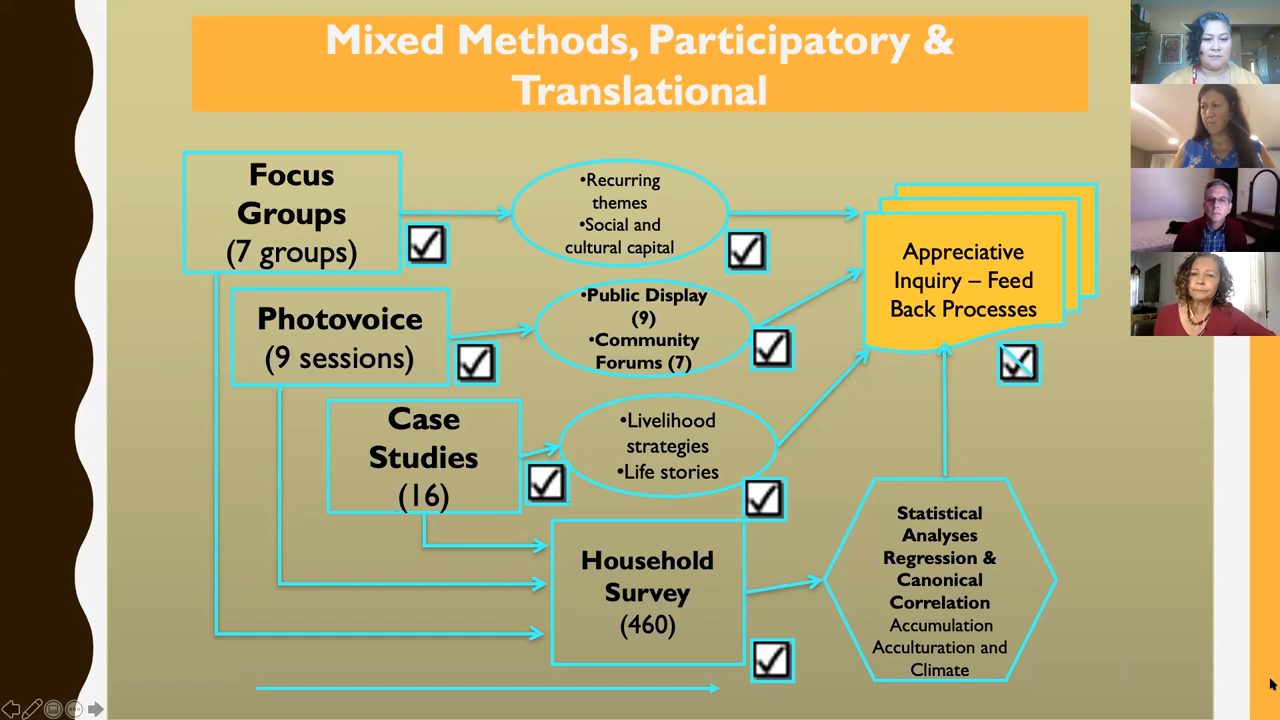 Mixed Methods, Participatory &
Translational
Focus
Groups
(7 groups)
•Recurring
themes
•Social and
cultural capital
Appreciative
Inquiry – Feed
Back Processes
Photovoice
(9 sessions)
•Public Display
(9)
•Community
Forums (7)
Case
Studies
(16)
•Livelihood
strategies
•Life stories
Household
Survey
(460)
Statistical
Analyses
Regression &
Canonical
Correlation
Accumulation
Acculturation and
Climate